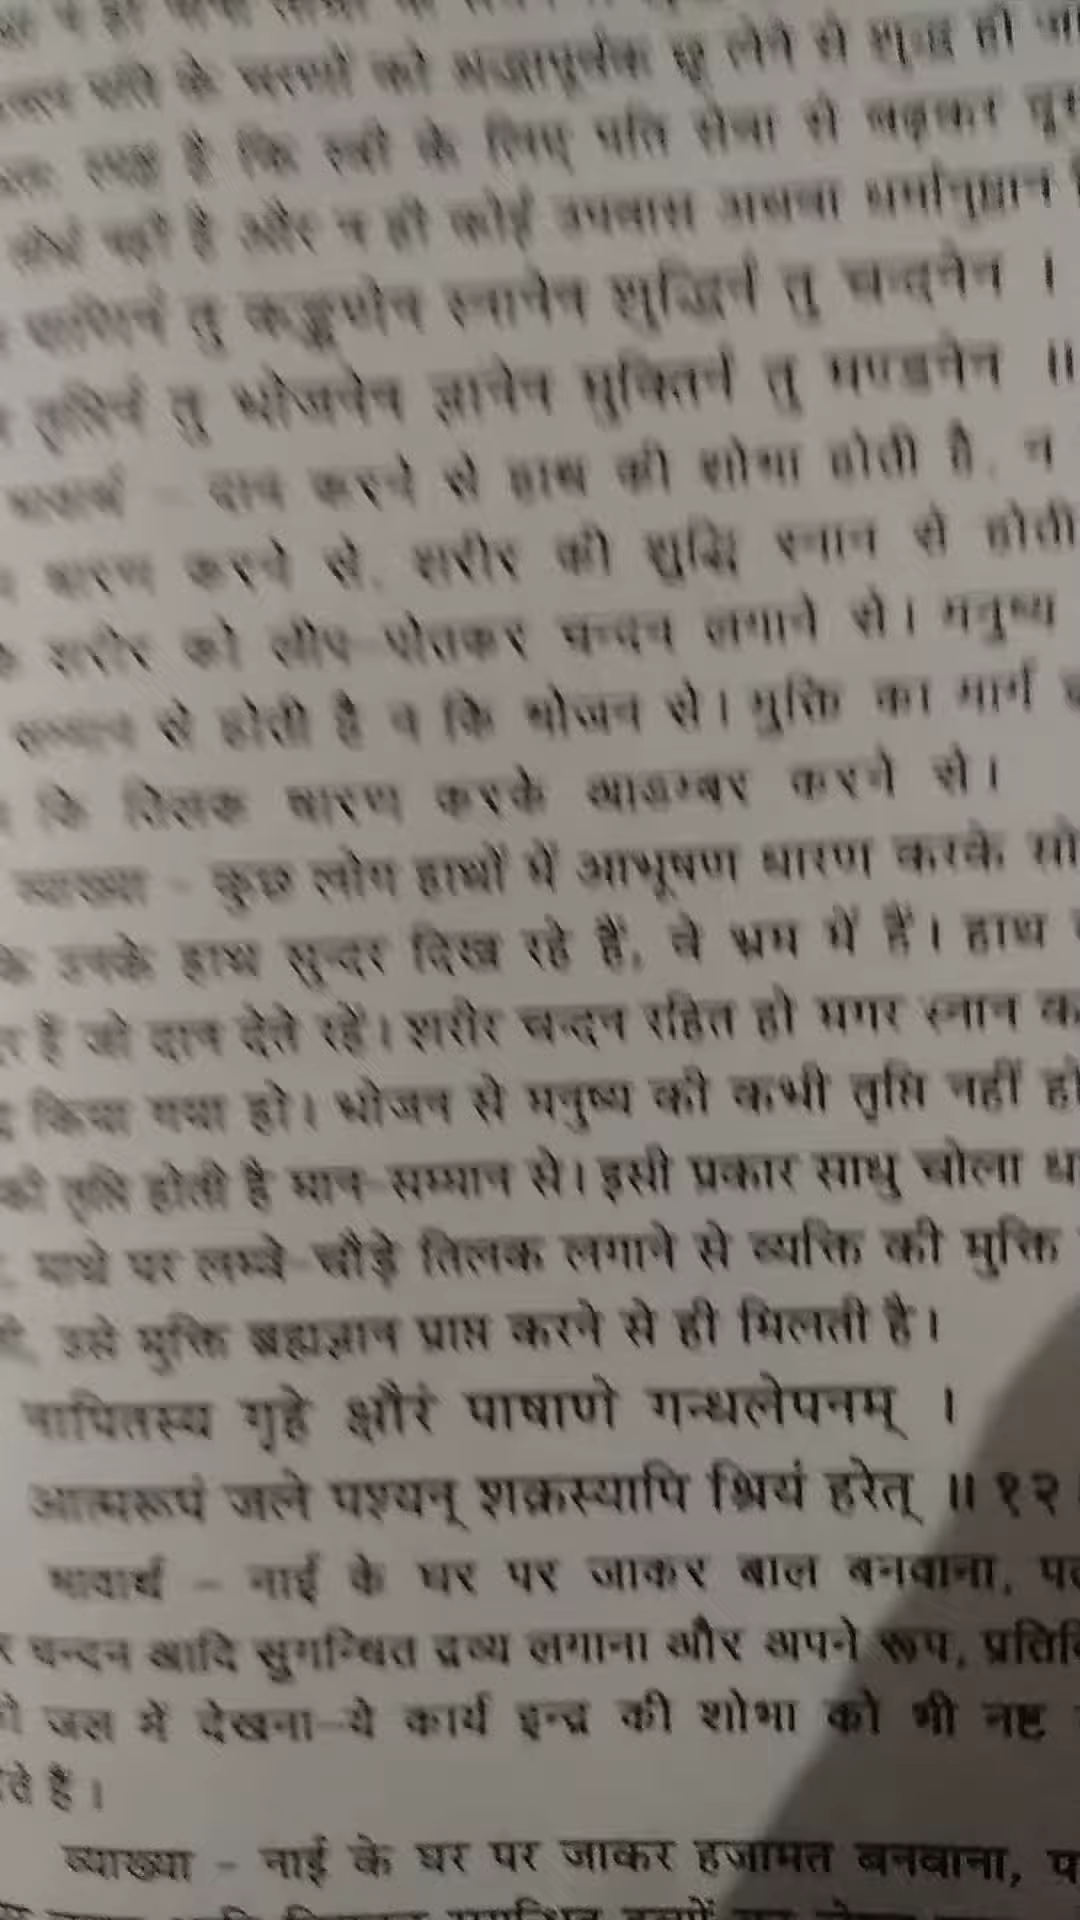 के चरणों को श्रद्धापूर्वक छू लेने से शुद्ध हो
स्पष्ट है कि स्त्री के लिए पति सेवा से बढ़कर
तीर्थ नहीं है और न ही कोई उपवास अथवा धर्मानुष्ठान
पाणिर्न तु कङ्कणेन स्नानेन शुद्धिर्न तु चन्दनेन ।
तृप्तिर्न तु भोजनेन ज्ञानेन मुक्तिर्न तु मण्डनेन ॥
भावार्थ – दान करने से हाथ की शोभा होती है, न
धारण करने से, शरीर की शुद्धि स्नान से होती
शरीर को लीप-पोतकर चन्दन लगाने से। मनुष्य
सम्मान से होती है न कि भोजन से। मुक्ति का मार्ग
कि तिलक धारण करके आडम्बर करने से।
व्याख्या – कुछ लोग हाथों में आभूषण धारण करके सो
के उनके हाथ सुन्दर दिख रहे हैं, वे भ्रम में हैं। हाथ
हैं जो दान देते रहें। शरीर चन्दन रहित हो मगर स्नान क
किया गया हो। भोजन से मनुष्य की कभी तृप्ति नहीं हो
की तृप्ति होती है मान-सम्मान से। इसी प्रकार साधु चोला ध
माथे पर लम्बे-चौड़े तिलक लगाने से व्यक्ति की मुक्ति
उसे मुक्ति ब्रह्मज्ञान प्राप्त करने से ही मिलती है।
नापितस्य गृहे क्षौरं पाषाणे गन्धलेपनम् ।
आत्मरूपं जले पश्यन् शक्रस्यापि श्रियं हरेत् ॥ १२
भावार्थ – नाई के घर पर जाकर बाल बनवाना, पत
र चन्दन आदि सुगन्धित द्रव्य लगाना और अपने रूप, प्रतिबि
को जल में देखना–ये कार्य इन्द्र की शोभा को भी नष्ट
देते हैं।
व्याख्या – नाई के घर पर जाकर हजामत बनवाना, प